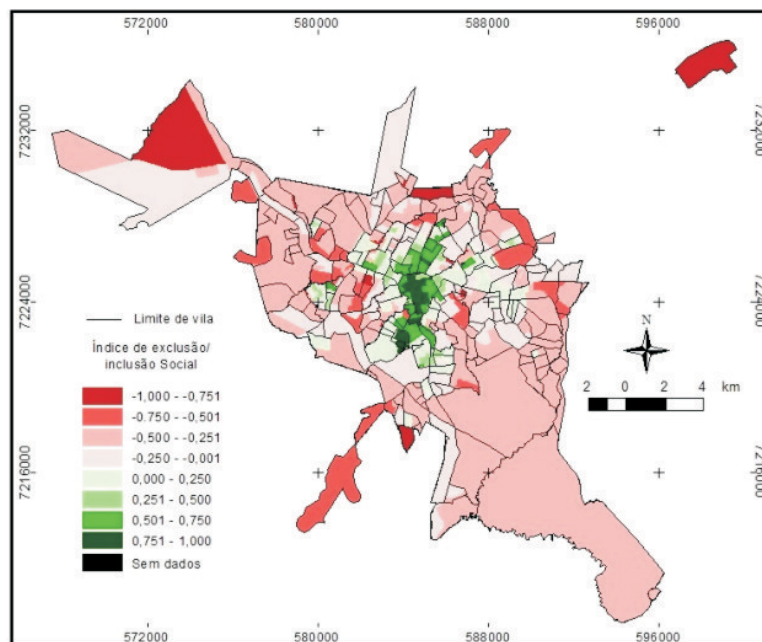 572000 580000 588000 596000
7232000 7232000
7224000 7224000
Limite de vila
Índice de exclusão/
inclusão Social
N
2 0 2 4 km
-1,000 - -0,751
-0.750 - -0,501
-0,500 - -0,251
-0,250 - -0,001
0,000 - 0,250
0,251 - 0,500
0,501 - 0,750
0,751 - 1,000
Sem dados
7216000 7216000
572000 580000 588000 596000